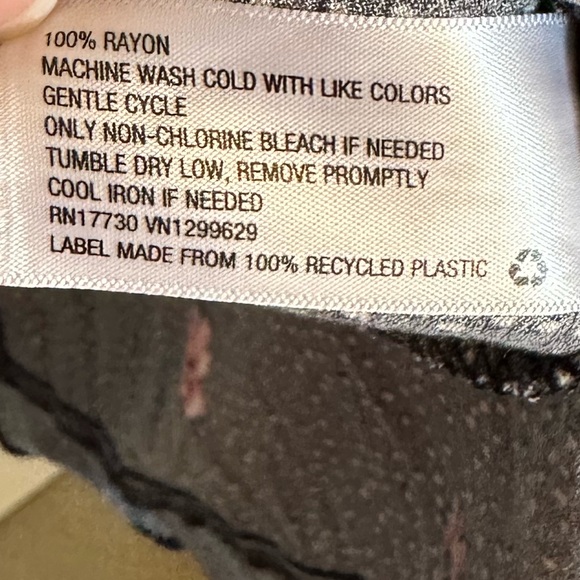 100% RAYON
MACHINE WASH COLD WITH LIKE COLORS
GENTLE CYCLE
ONLY NON-CHLORINE BLEACH IF NEEDED
TUMBLE DRY LOW, REMOVE PROMPTLY
COOL IRON IF NEEDED
RN17730 VN1299629
LABEL MADE FROM 100% RECYCLED PLASTIC